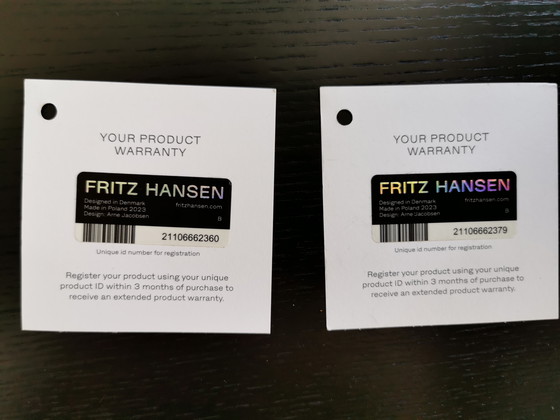 YOUR PRODUCT
WARRANTY
FRITZ HANSEN
Designed in Denmark
Made in Poland 2023
Design: Arne Jacobsen
fritzhansen.com
21106662360
Unique id number for registration
Register your product using your unique
product ID within 3 months of purchase to
receive an extended product warranty.
YOUR PRODUCT
WARRANTY
FRITZ HANSEN
Designed in Denmark
Made in Poland 2023
Design: Arne Jacobsen
fritzhansen.com
21106662379
Unique id number for registration
Register your product using your unique
product ID within 3 months of purchase to
receive an extended product warranty.